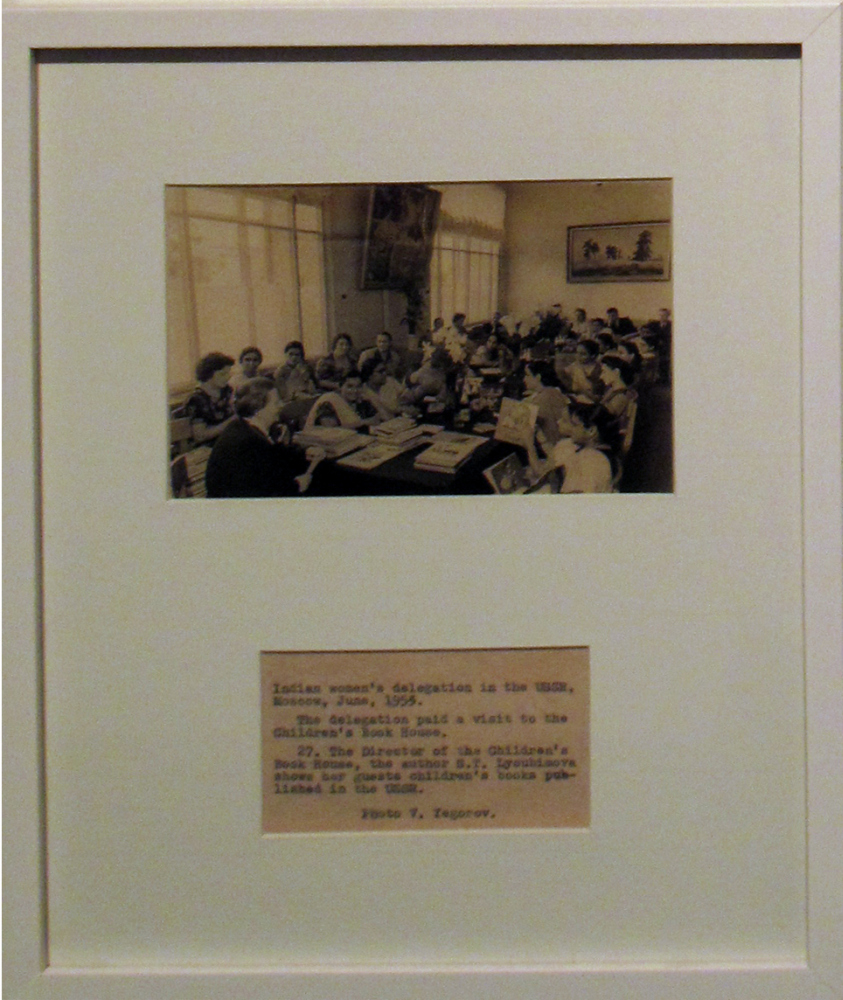 Indian women's delegation in the USSR,
Moscow, June, 1955.
The delegation paid a visit to the
Children's Book House.
27. The Director of the Children's
Book House, the author S.T. Lyoubimova
shows her guests children's books pub-
lished in the USSR.
Photo V. Yegorov.